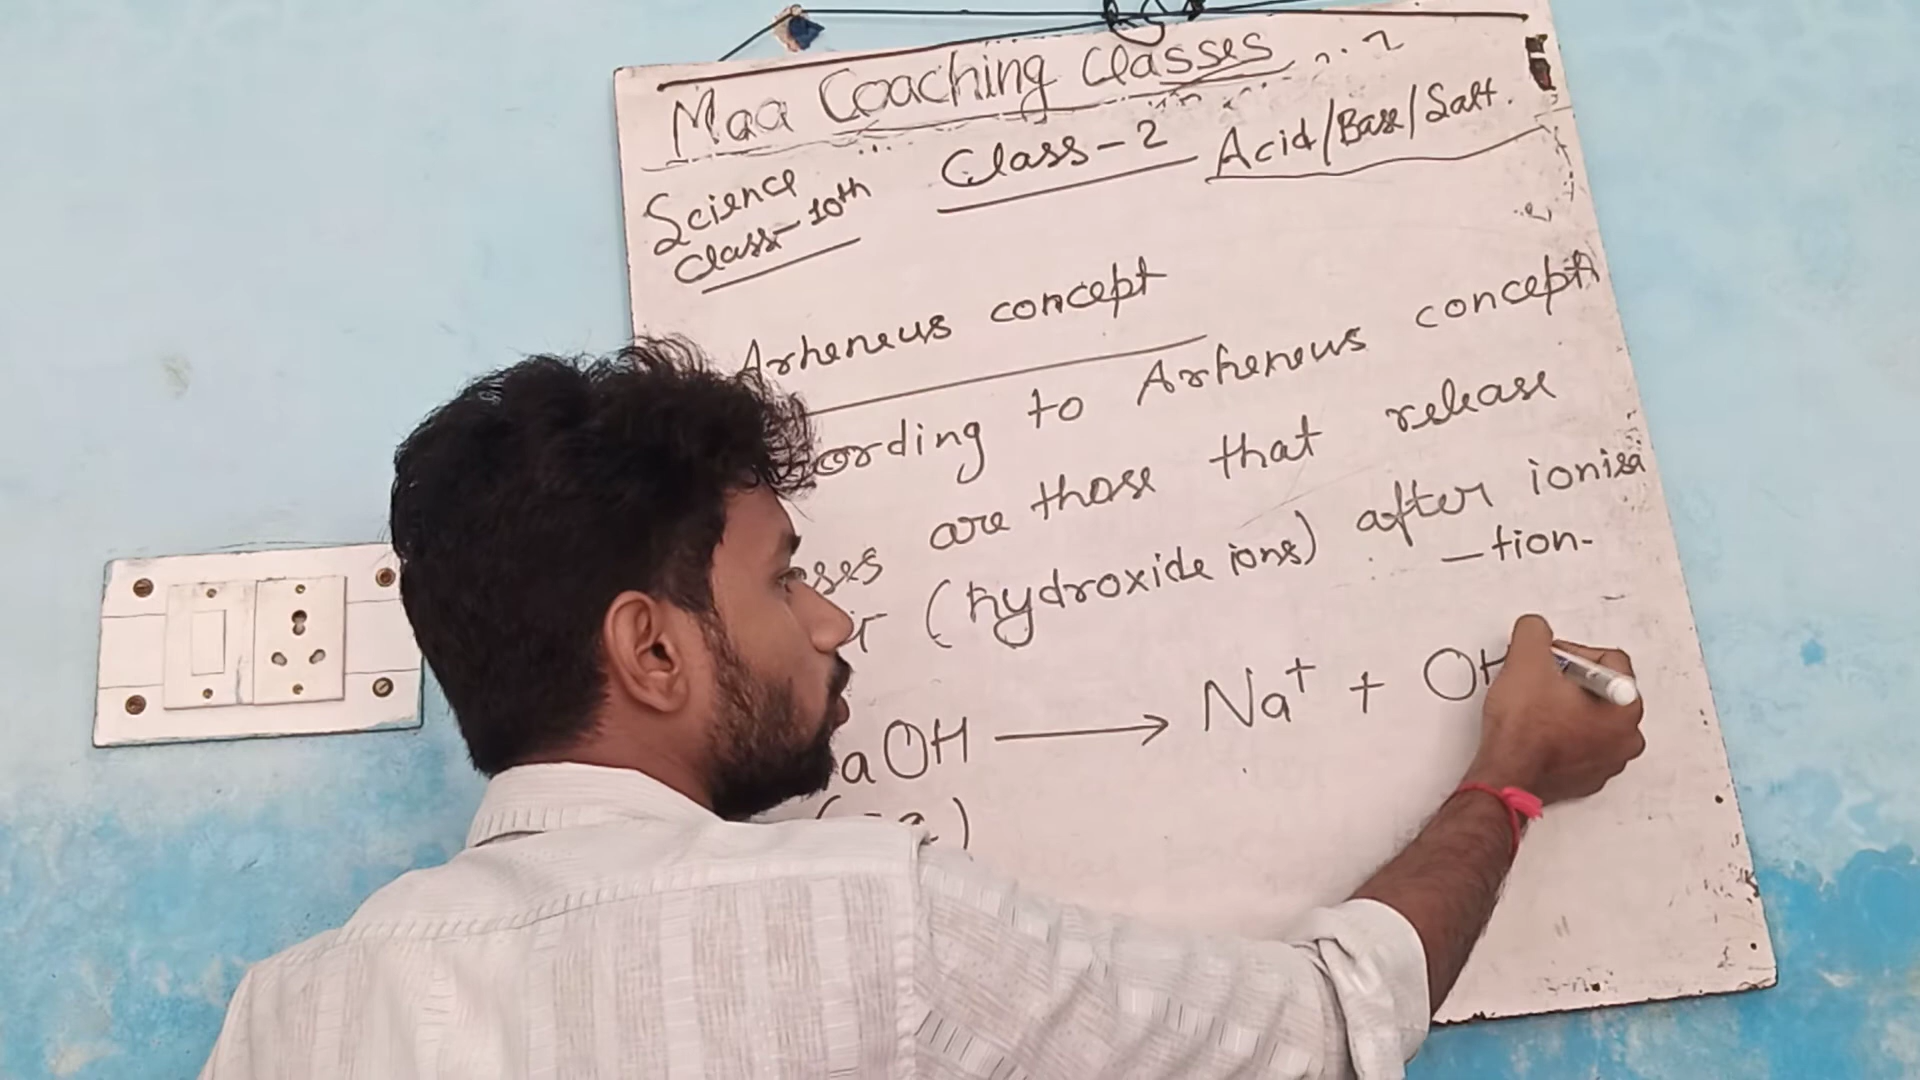 Maa Coaching Classes
Science Class-2 Acid/Base/Salt.
Class-10th
Arheneus concept
ording to Arheneus concept
ses are those that release
(hydroxide ions) after ionisa
-tion-
aOH → Na⁺ + OH